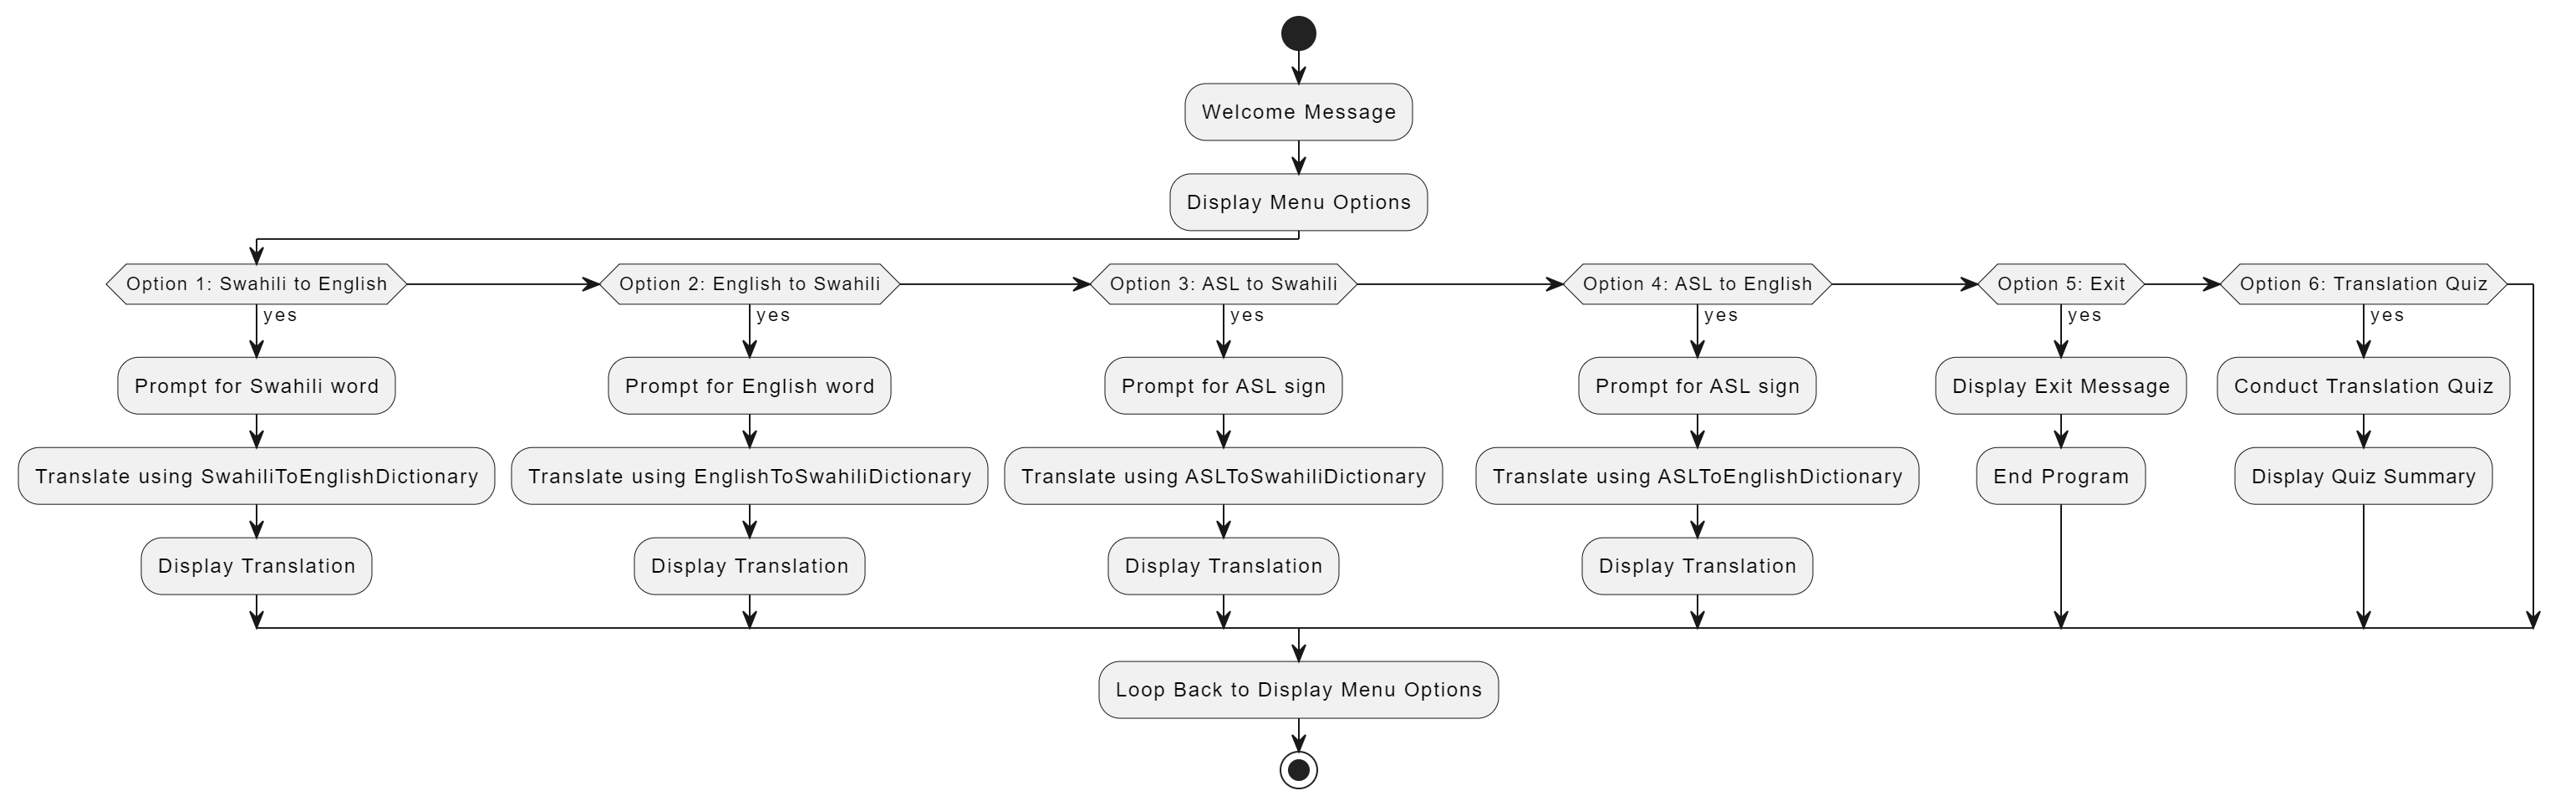 Welcome Message
Display Menu Options
Option 1: Swahili to English
Option 2: English to Swahili
Option 3: ASL to Swahili
Option 4: ASL to English
Option 5: Exit
Option 6: Translation Quiz
yes
yes
yes
yes
yes
yes
Prompt for Swahili word
Prompt for English word
Prompt for ASL sign
Prompt for ASL sign
Display Exit Message
Conduct Translation Quiz
Translate using SwahiliToEnglishDictionary
Translate using EnglishToSwahiliDictionary
Translate using ASLToSwahiliDictionary
Translate using ASLToEnglishDictionary
End Program
Display Quiz Summary
Display Translation
Display Translation
Display Translation
Display Translation
Loop Back to Display Menu Options